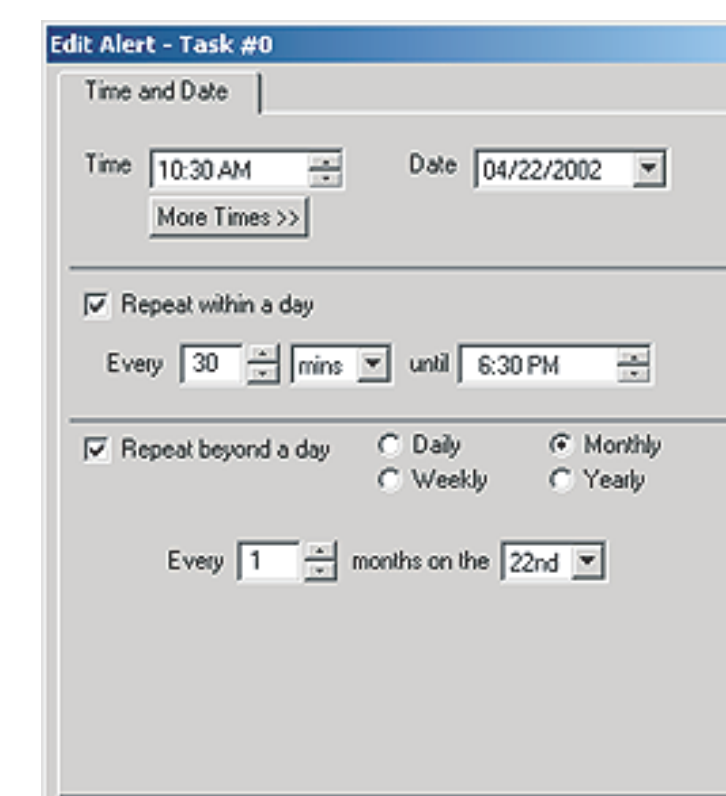 Edit Alert - Task #0
Time and Date
Time 10:30 AM Date 04/22/2002
More Times >>
Repeat within a day
Every 30 mins until 6:30 PM
Repeat beyond a day Daily Monthly
Weekly Yearly
Every 1 months on the 22nd